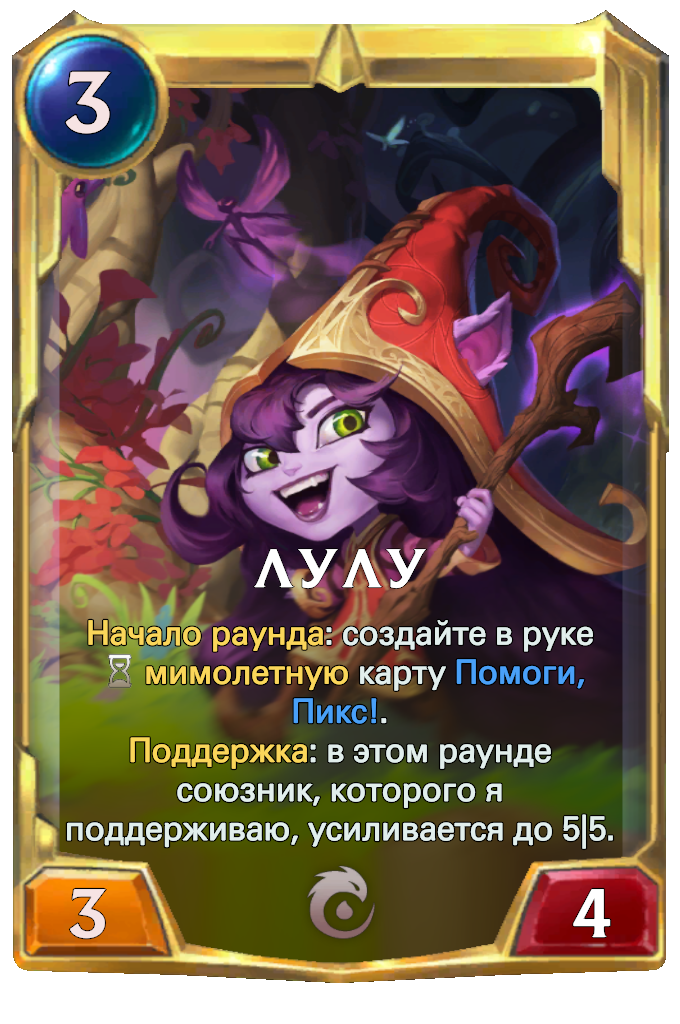 3
ЛУЛУ
Начало раунда: создайте в руке
мимолетную карту Помоги,
Пикс!.
Поддержка: в этом раунде
союзник, которого я
поддерживаю, усиливается до 5|5.
3
4